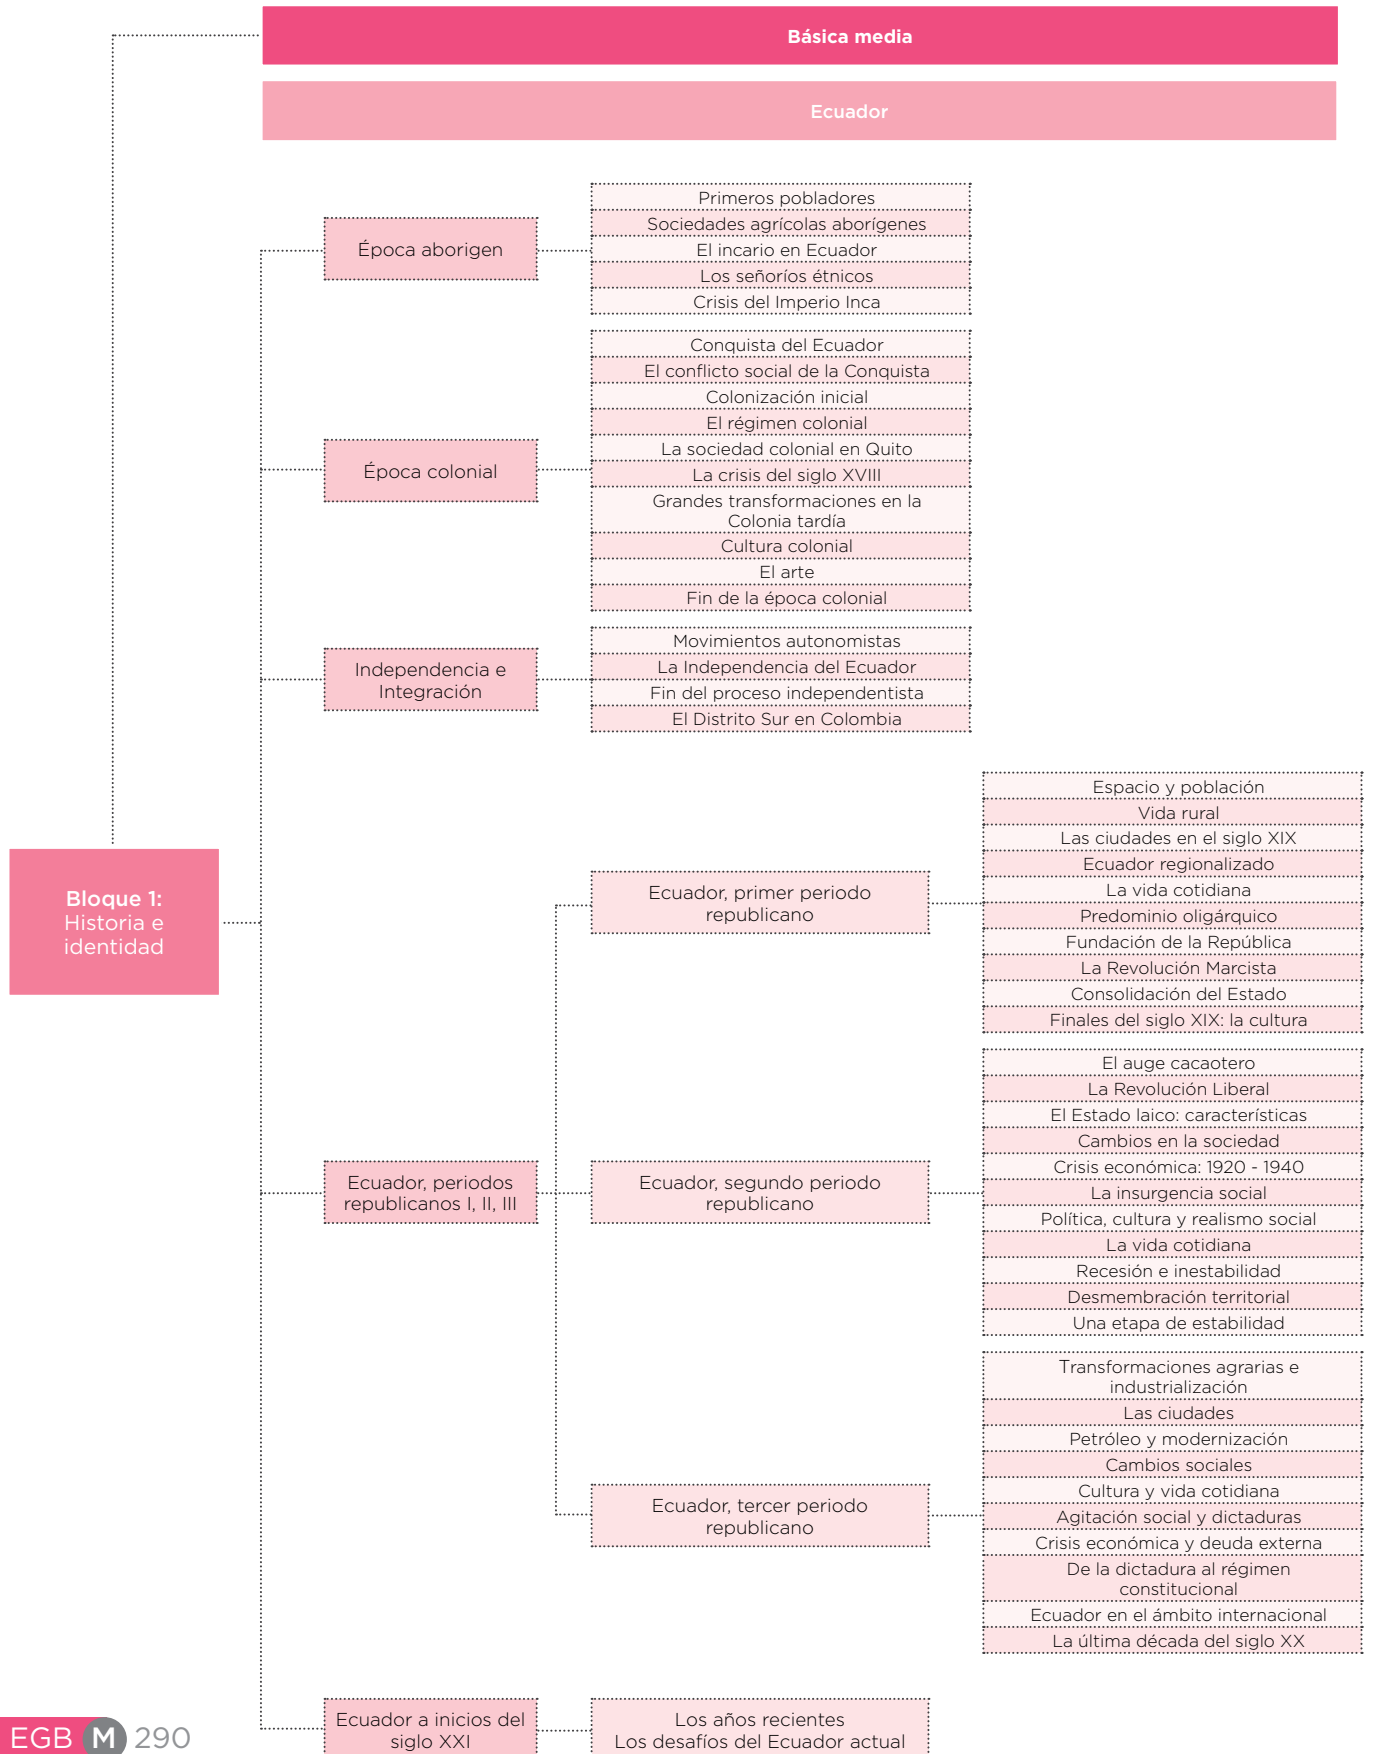 Básica media
Ecuador
Bloque 1:
Historia e
identidad
Época aborigen
Primeros pobladores
Sociedades agrícolas aborígenes
El incario en Ecuador
Los señoríos étnicos
Crisis del Imperio Inca
Época colonial
Conquista del Ecuador
El conflicto social de la Conquista
Colonización inicial
El régimen colonial
La sociedad colonial en Quito
La crisis del siglo XVIII
Grandes transformaciones en la
Colonia tardía
Cultura colonial
El arte
Fin de la época colonial
Independencia e
Integración
Movimientos autonomistas
La Independencia del Ecuador
Fin del proceso independentista
El Distrito Sur en Colombia
Ecuador, periodos
republicanos I, II, III
Ecuador, primer periodo
republicano
Espacio y población
Vida rural
Las ciudades en el siglo XIX
Ecuador regionalizado
La vida cotidiana
Predominio oligárquico
Fundación de la República
La Revolución Marcista
Consolidación del Estado
Finales del siglo XIX: la cultura
Ecuador, segundo periodo
republicano
El auge cacaotero
La Revolución Liberal
El Estado laico: características
Cambios en la sociedad
Crisis económica: 1920 - 1940
La insurgencia social
Política, cultura y realismo social
La vida cotidiana
Recesión e inestabilidad
Desmembración territorial
Una etapa de estabilidad
Ecuador, tercer periodo
republicano
Transformaciones agrarias e
industrialización
Las ciudades
Petróleo y modernización
Cambios sociales
Cultura y vida cotidiana
Agitación social y dictaduras
Crisis económica y deuda externa
De la dictadura al régimen
constitucional
Ecuador en el ámbito internacional
La última década del siglo XX
Ecuador a inicios del
siglo XXI
Los años recientes
Los desafíos del Ecuador actual
EGB M 290